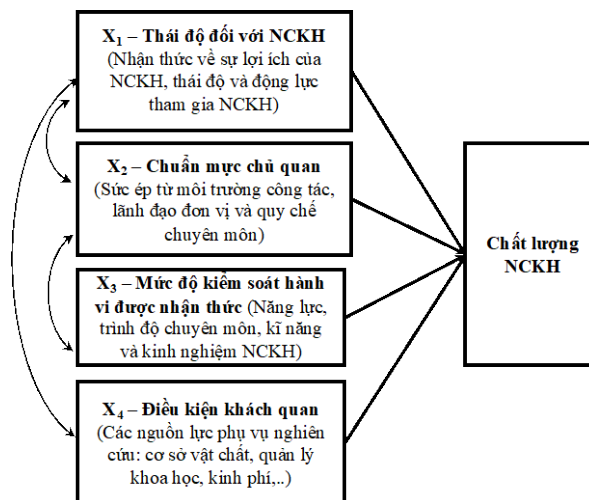 X₁ – Thái độ đối với NCKH
(Nhận thức về sự lợi ích của
NCKH, thái độ và động lực
tham gia NCKH)
X₂ – Chuẩn mực chủ quan
(Sức ép từ môi trường công tác,
lãnh đạo đơn vị và quy chế
chuyên môn)
X₃ – Mức độ kiểm soát hành
vi được nhận thức (Năng lực,
trình độ chuyên môn, kĩ năng
và kinh nghiệm NCKH)
X₄ – Điều kiện khách quan
(Các nguồn lực phụ vụ nghiên
cứu: cơ sở vật chất, quản lý
khoa học, kinh phí,..)
Chất lượng
NCKH